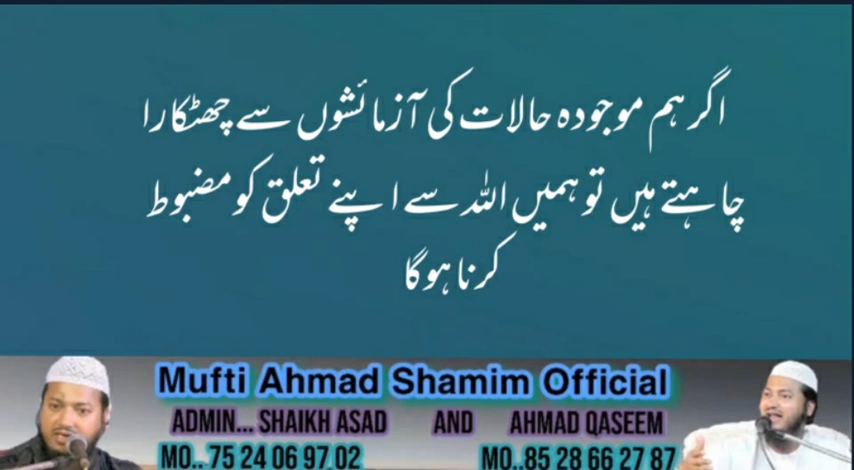 اگر ہم موجودہ حالات کی آزمائشوں سے چھٹکارا
چاہتے ہیں تو ہمیں اللہ سے اپنے تعلق کو مضبوط
کرنا ہوگا
Mufti Ahmad Shamim Official
ADMIN... SHAIKH ASAD AND AHMAD QASEEM
MO.. 75 24 06 97 02 MO..85 28 66 27 87